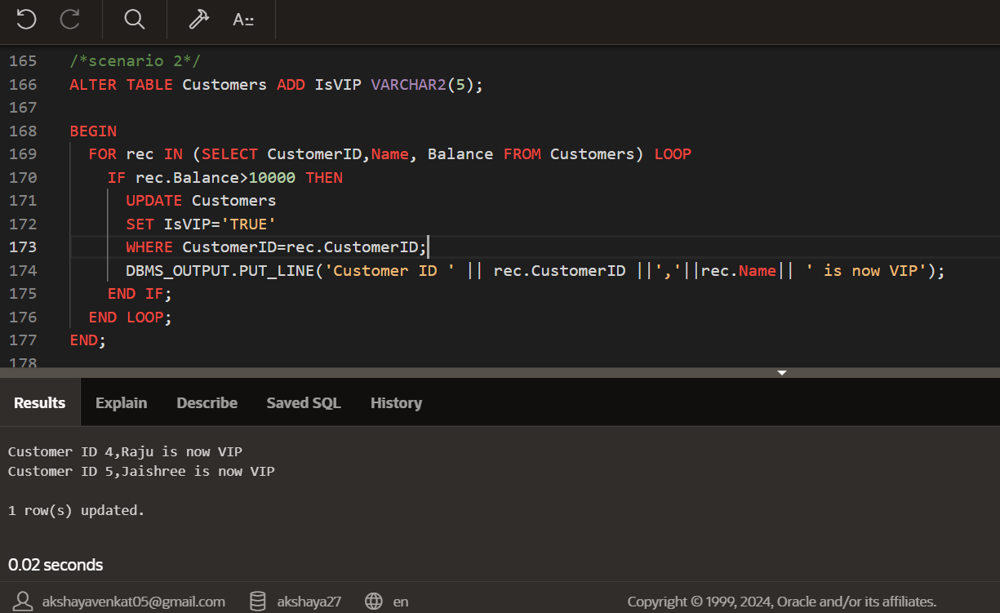 A::
165 /*scenario 2*/
166 ALTER TABLE Customers ADD IsVIP VARCHAR2(5);
167
168 BEGIN
169 FOR rec IN (SELECT CustomerID,Name, Balance FROM Customers) LOOP
170 IF rec.Balance>10000 THEN
171 UPDATE Customers
172 SET IsVIP='TRUE'
173 WHERE CustomerID=rec.CustomerID;
174 DBMS_OUTPUT.PUT_LINE('Customer ID ' || rec.CustomerID ||','||rec.Name|| ' is now VIP');
175 END IF;
176 END LOOP;
177 END;
178
Results Explain Describe Saved SQL History
Customer ID 4,Raju is now VIP
Customer ID 5,Jaishree is now VIP
1 row(s) updated.
0.02 seconds
akshayavenkat05@gmail.com akshaya27 en Copyright © 1999, 2024, Oracle and/or its affiliates.